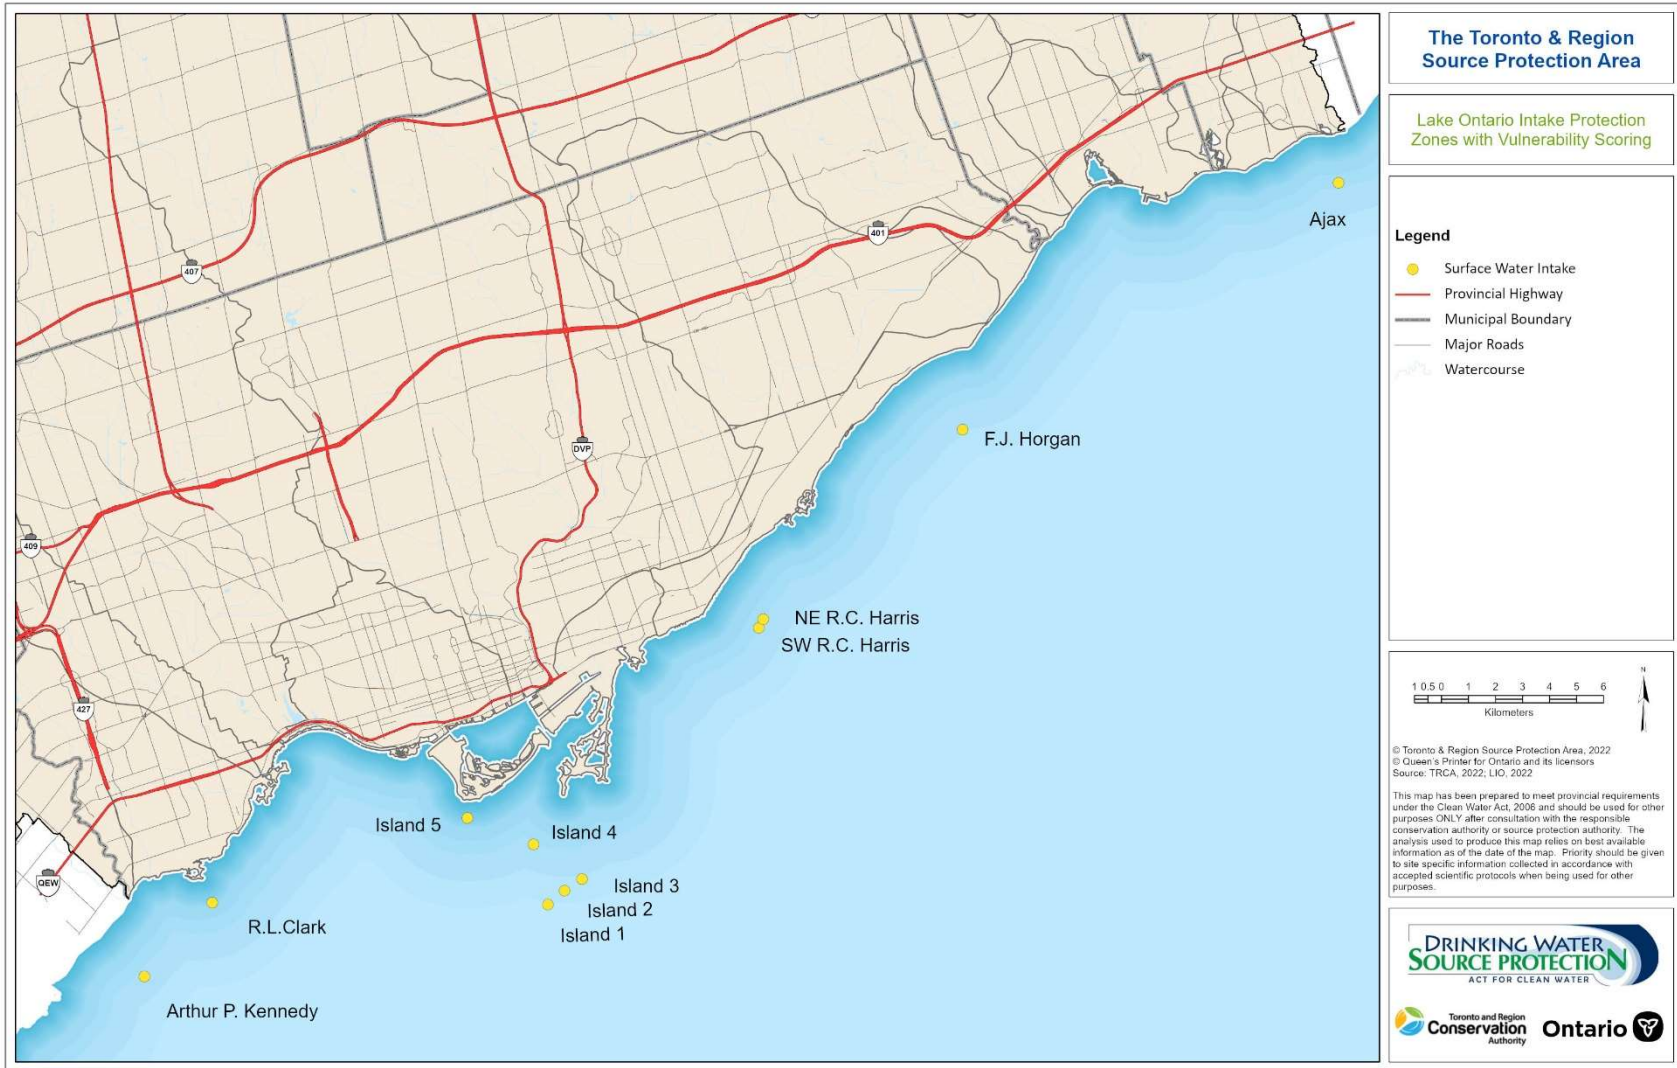 The Toronto & Region
Source Protection Area
Lake Ontario Intake Protection
Zones with Vulnerability Scoring
Legend
Surface Water Intake
Provincial Highway
Municipal Boundary
Major Roads
Watercourse
1 0.5 0 1 2 3 4 5 6
Kilometers
N
© Toronto & Region Source Protection Area, 2022
© Queen's Printer for Ontario and its licensors
Source: TRCA, 2022; LIO, 2022
This map has been prepared to meet provincial requirements
under the Clean Water Act, 2006 and should be used for other
purposes ONLY after consultation with the responsible
conservation authority or source protection authority. The
analysis used to produce this map relies on best available
information as of the date of the map. Priority should be given
to site specific information collected in accordance with
accepted scientific protocols when being used for other
purposes.
DRINKING WATER
SOURCE PROTECTION
ACT FOR CLEAN WATER
Toronto and Region
Conservation
Authority
Ontario
Ajax
401
407
F.J. Horgan
DVP
409
NE R.C. Harris
SW R.C. Harris
427
Island 5
Island 4
QEW
Island 3
Island 2
Island 1
R.L.Clark
Arthur P. Kennedy